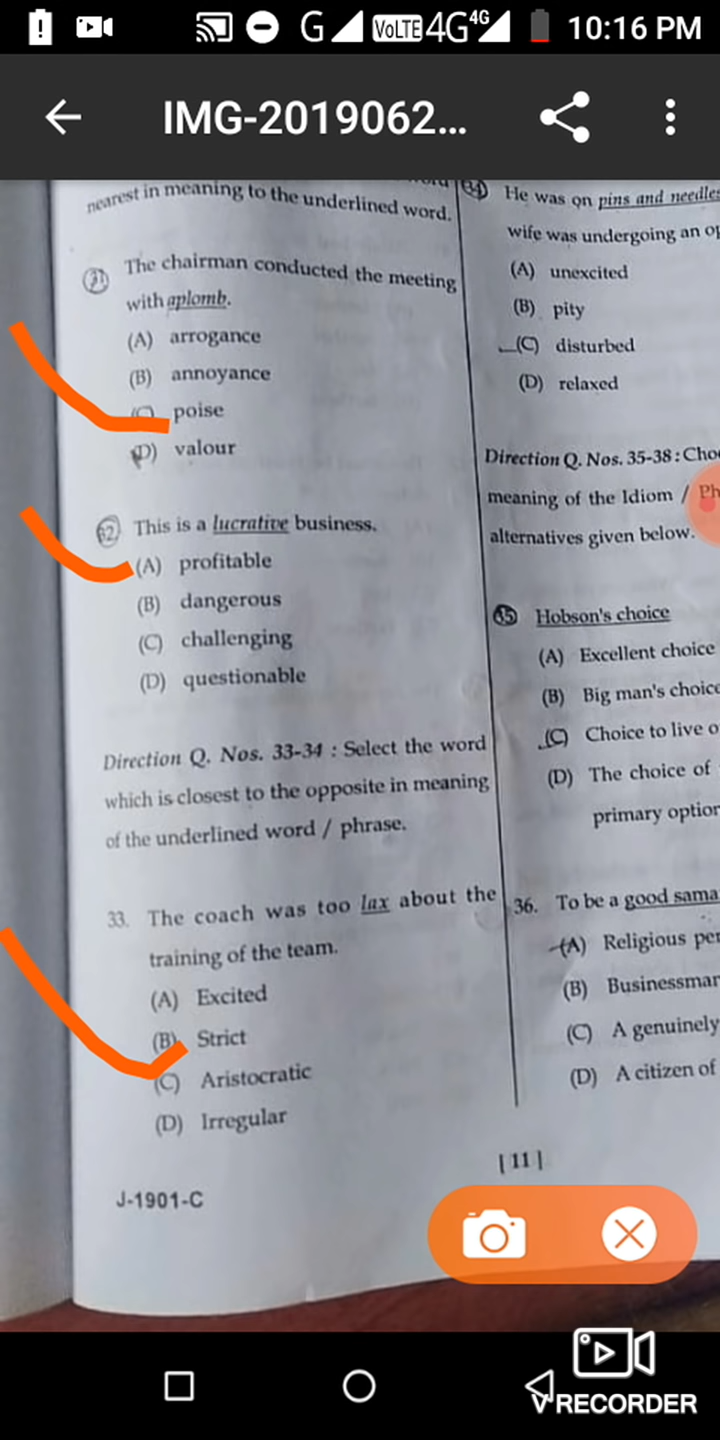 10:16 PM
G VoLTE 4G 4G
IMG-2019062...
nearest in meaning to the underlined word.
31 The chairman conducted the meeting
with aplomb.
(A) arrogance
(B) annoyance
(C) poise
(D) valour
32. This is a lucrative business.
(A) profitable
(B) dangerous
(C) challenging
(D) questionable
Direction Q. Nos. 33-34 : Select the word
which is closest to the opposite in meaning
of the underlined word / phrase.
33. The coach was too lax about the
training of the team.
(A) Excited
(B) Strict
(C) Aristocratic
(D) Irregular
J-1901-C
34 He was on pins and needles
wife was undergoing an
(A) unexcited
(B) pity
(C) disturbed
(D) relaxed
Direction Q. Nos. 35-38 :
meaning of the Idiom /
alternatives given below.
35 Hobson's choice
(A) Excellent choice
(B) Big man's choice
(C) Choice to live
(D) The choice of
primary
36. To be a good
(A) Religious
(B)
(C) A genuinely
(D) A citizen of
[ 11 ]
V RECORDER